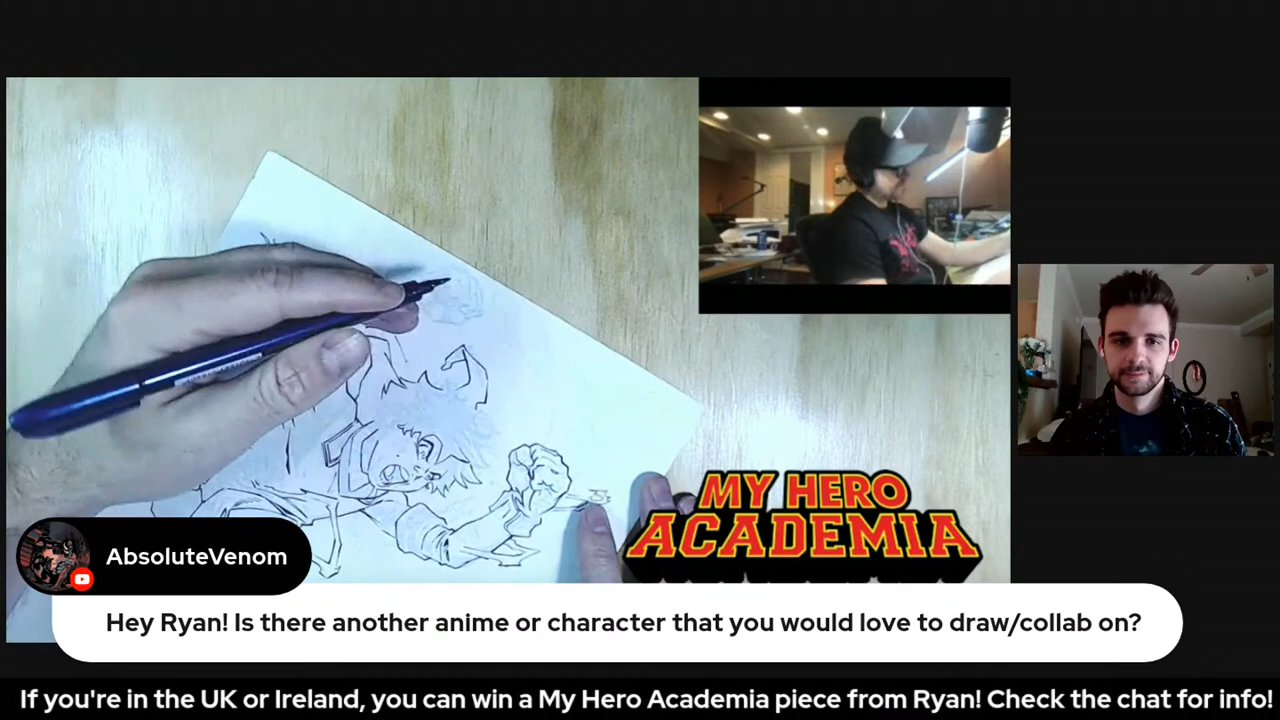 MY HERO
ACADEMIA
AbsoluteVenom
Hey Ryan! Is there another anime or character that you would love to draw/collab on?
If you're in the UK or Ireland, you can win a My Hero Academia piece from Ryan! Check the chat for info!